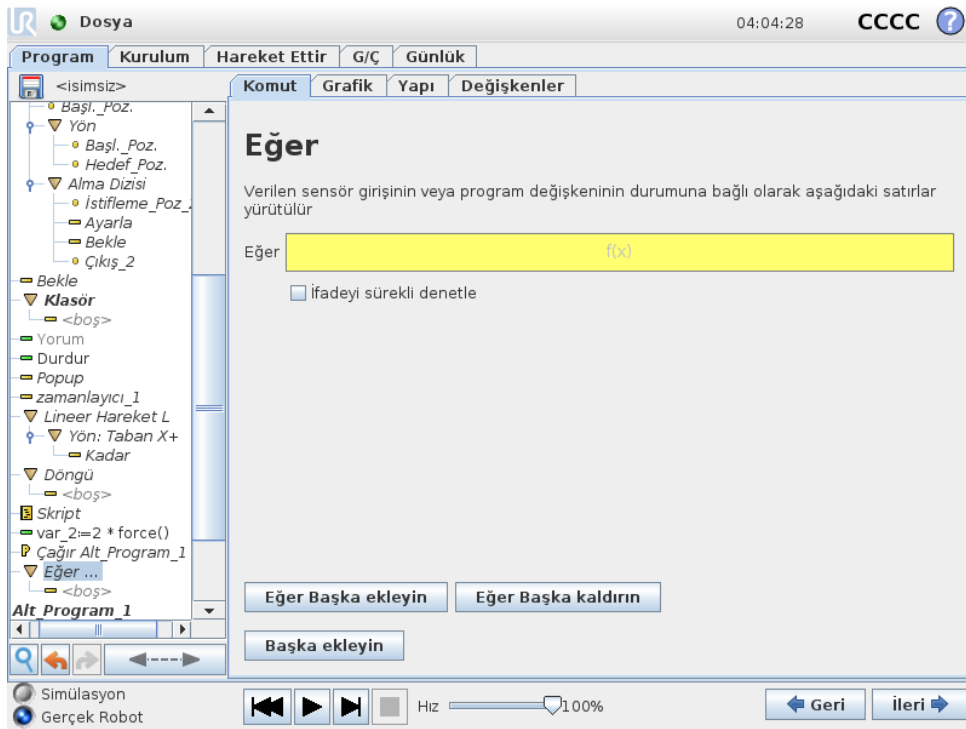 UR Dosya 04:04:28 CCCC ?
Program Kurulum Hareket Ettir G/Ç Günlük
<isimsiz>
Komut Grafik Yapı Değişkenler
Başl._Poz.
Yön
Başl._Poz.
Hedef_Poz.
Alma Dizisi
İstifleme_Poz_
Ayarla
Bekle
Çıkış_2
Bekle
Klasör
<boş>
Yorum
Durdur
Popup
zamanlayıcı_1
Lineer Hareket L
Yön: Taban X+
Kadar
Döngü
<boş>
Skript
var_2:=2 * force()
P Çağır Alt_Program_1
Eğer ...
<boş>
Alt_Program_1
Eğer
Verilen sensör girişinin veya program değişkeninin durumuna bağlı olarak aşağıdaki satırlar
yürütülür
Eğer f(x)
İfadeyi sürekli denetle
Eğer Başka ekleyin Eğer Başka kaldırın
Başka ekleyin
Simülasyon
Gerçek Robot
Hız 100%
Geri İleri